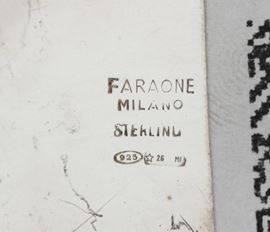 FARAONE
MILANO
STERLING
925 ☆ 26 MI